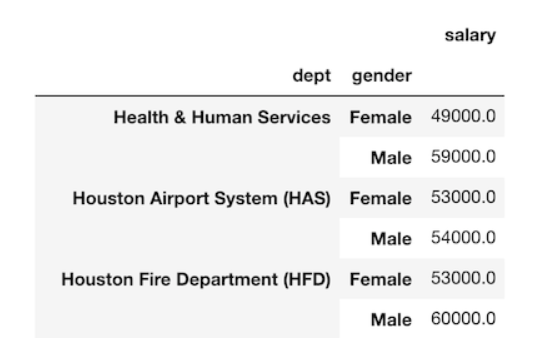 salary
dept gender
Health & Human Services Female 49000.0
Male 59000.0
Houston Airport System (HAS) Female 53000.0
Male 54000.0
Houston Fire Department (HFD) Female 53000.0
Male 60000.0